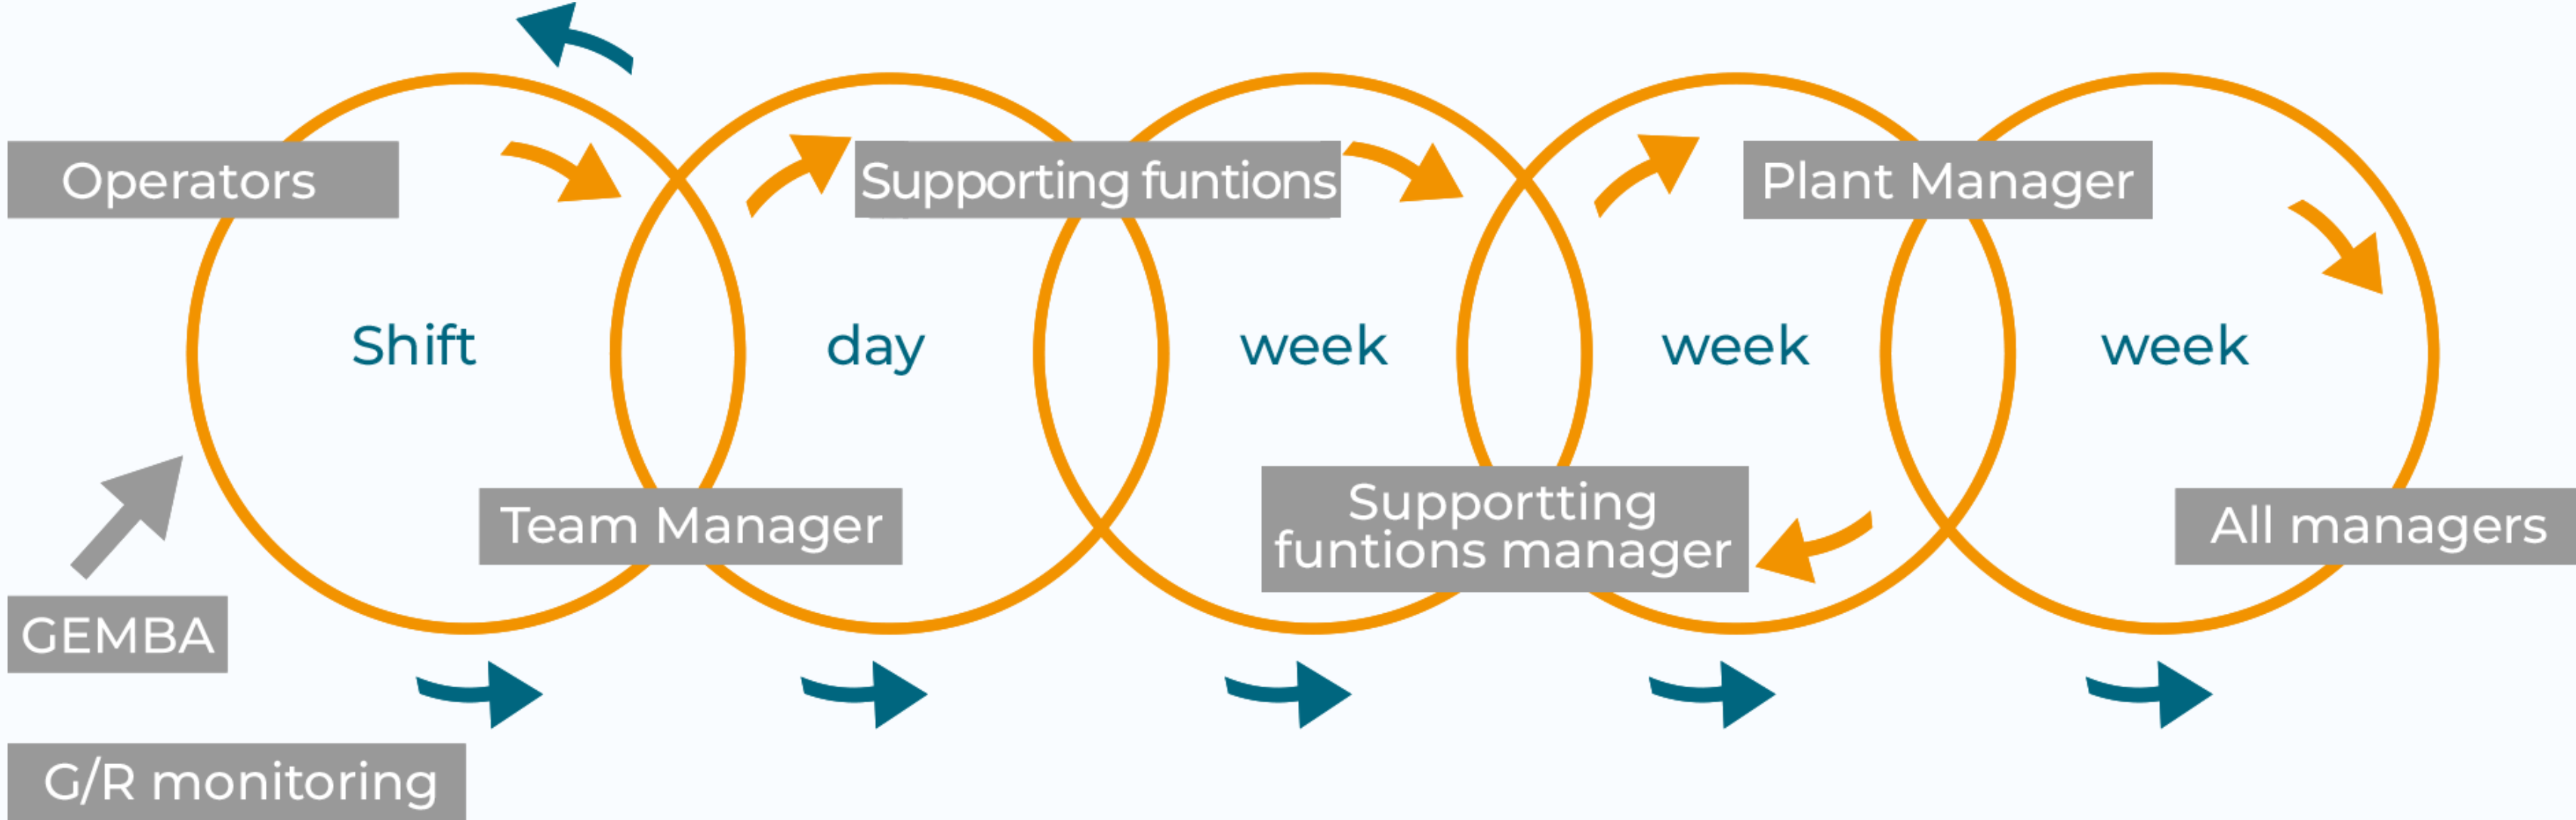 Operators
Supporting funtions
Plant Manager
Shift
day
week
week
week
Team Manager
Supportting
funtions manager
All managers
GEMBA
G/R monitoring